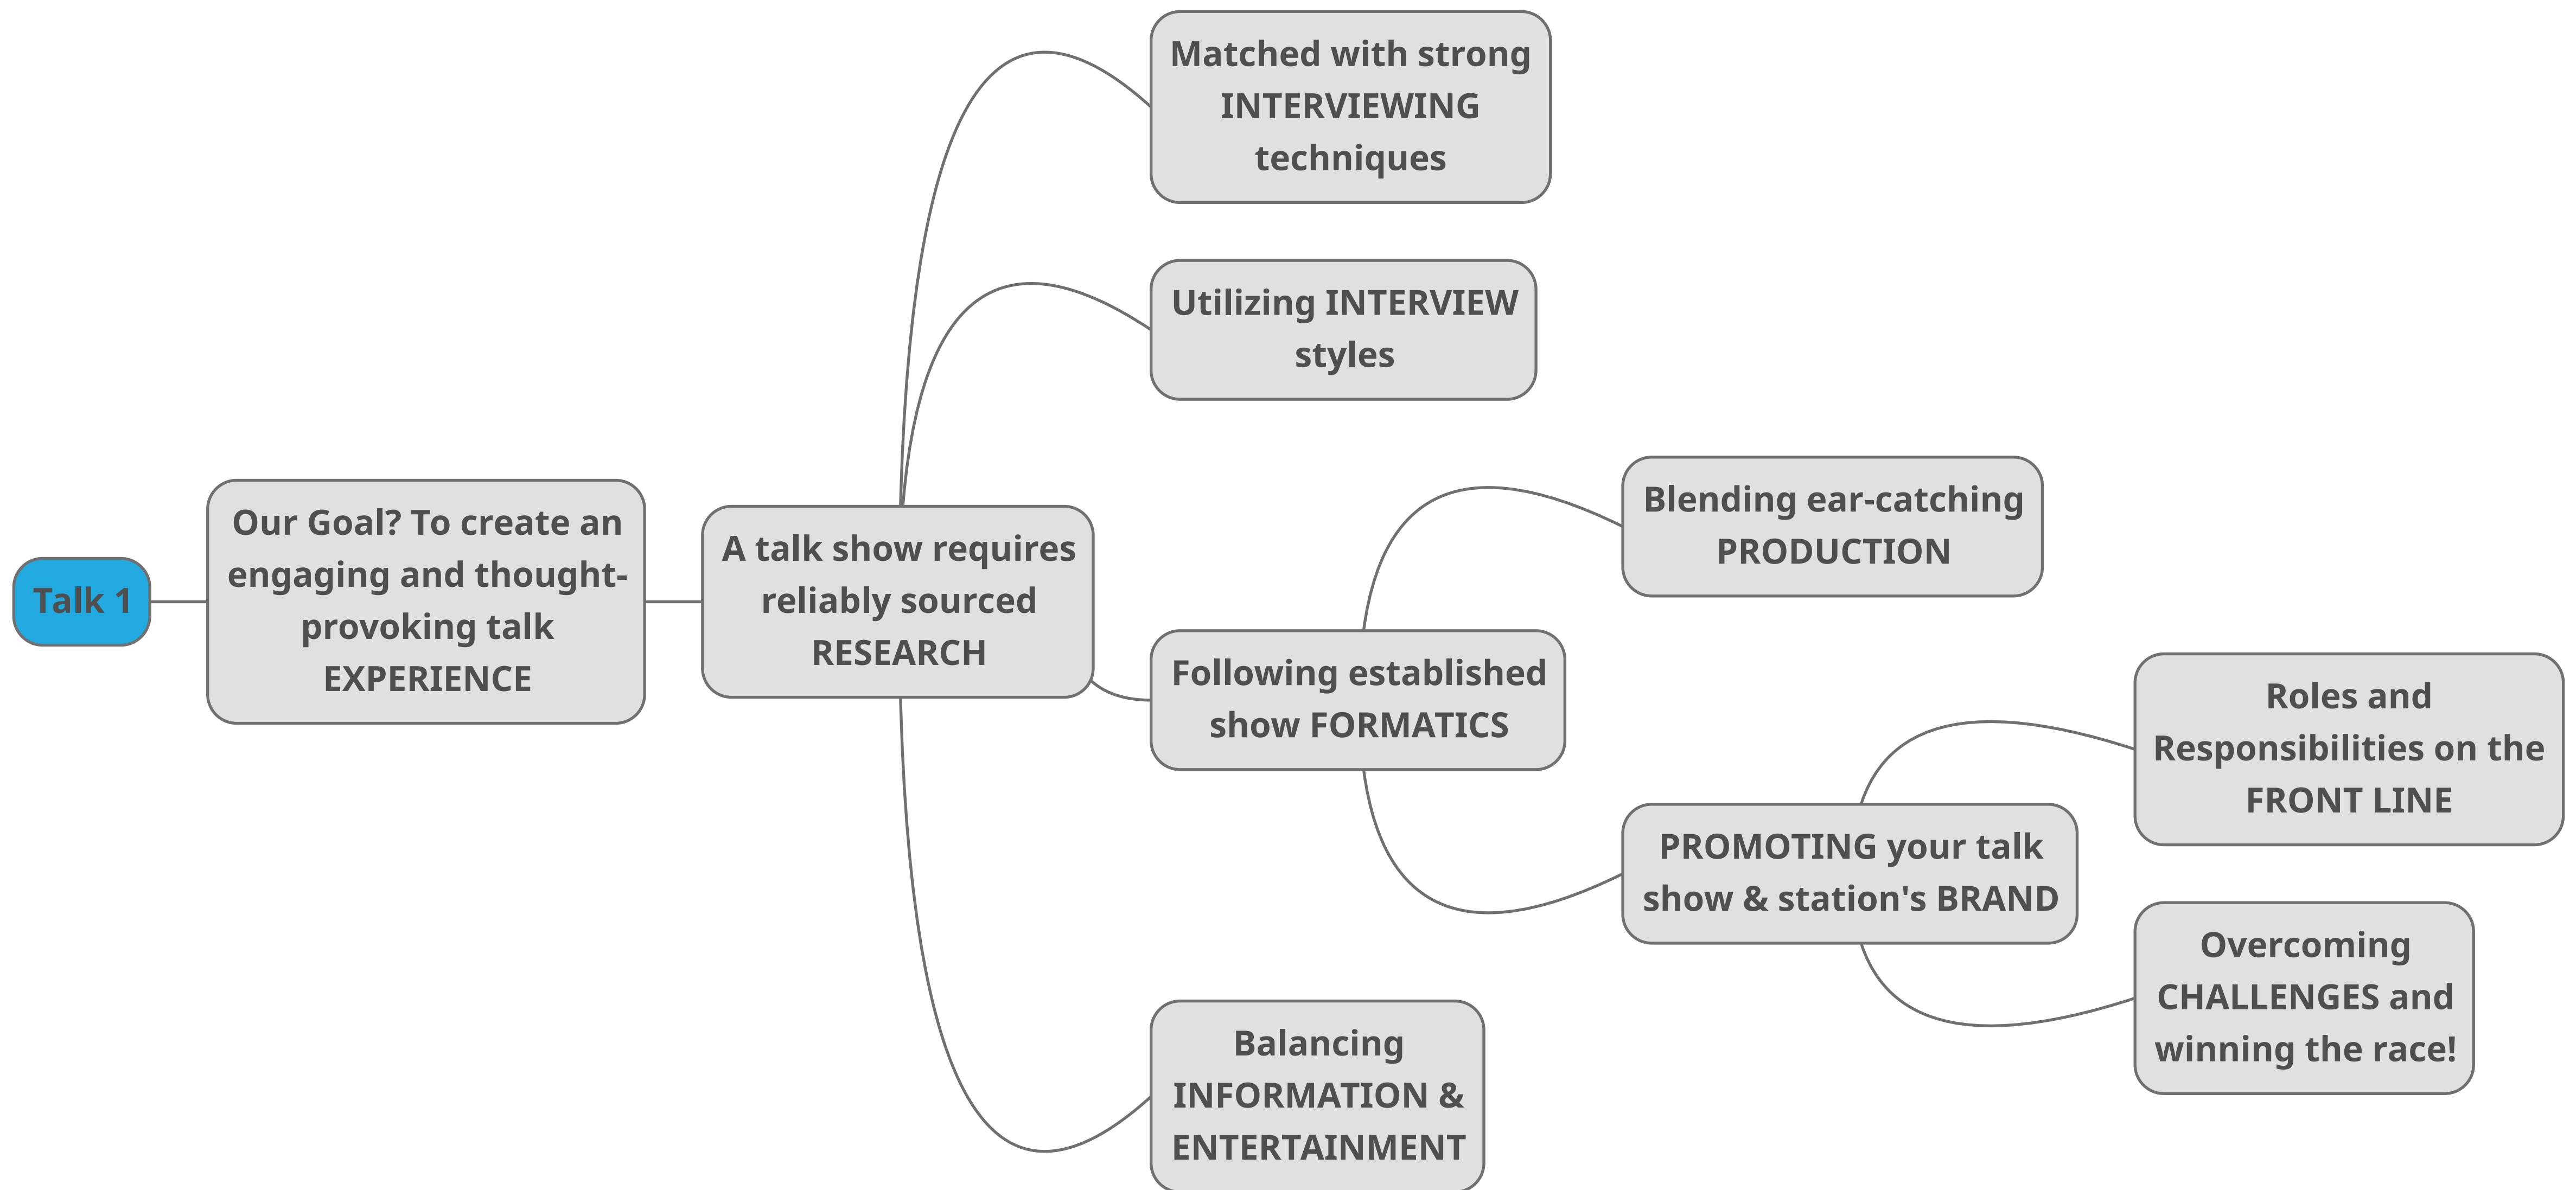 Talk 1
Our Goal? To create an
engaging and thought-
provoking talk
EXPERIENCE
A talk show requires
reliably sourced
RESEARCH
Matched with strong
INTERVIEWING
techniques
Utilizing INTERVIEW
styles
Following established
show FORMATICS
Blending ear-catching
PRODUCTION
PROMOTING your talk
show & station's BRAND
Roles and
Responsibilities on the
FRONT LINE
Overcoming
CHALLENGES and
winning the race!
Balancing
INFORMATION &
ENTERTAINMENT